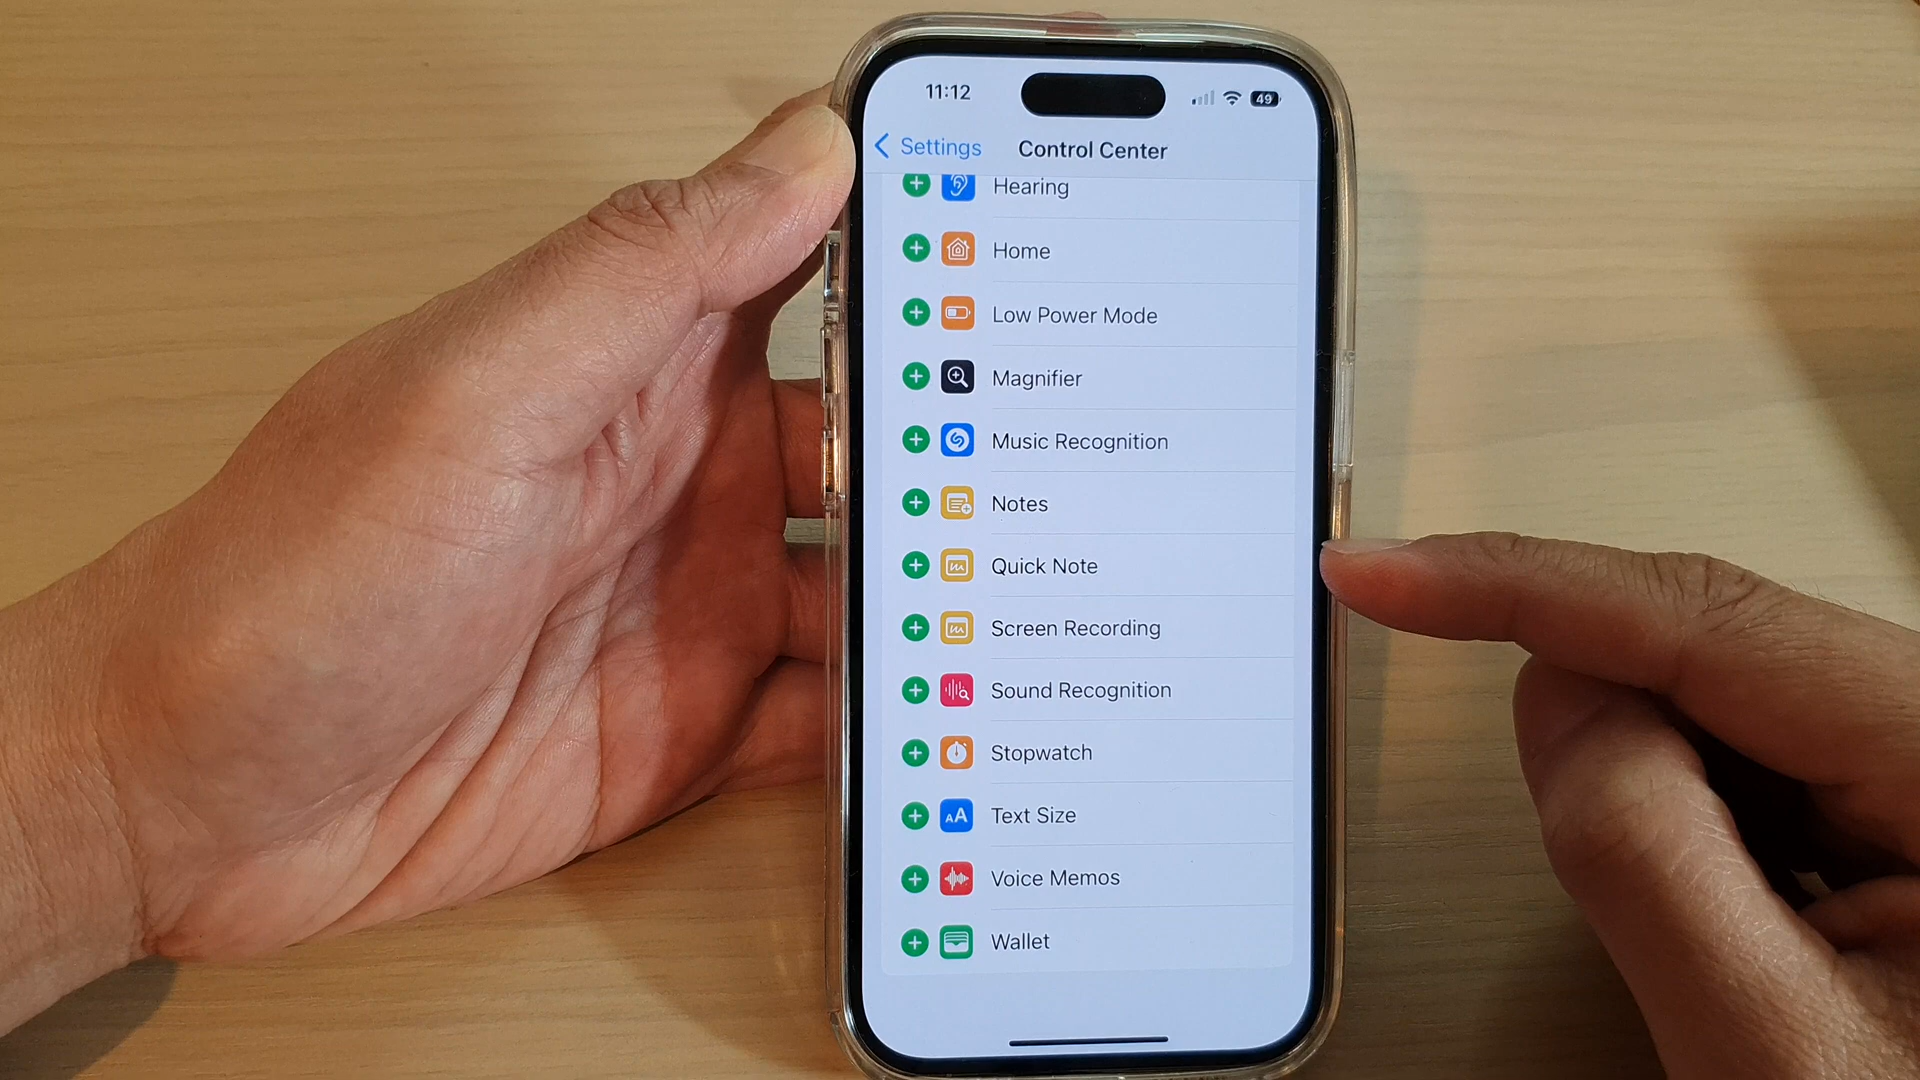 11:12
49
Settings
Control Center
Hearing
Home
Low Power Mode
Magnifier
Music Recognition
Notes
Quick Note
Screen Recording
Sound Recognition
Stopwatch
AA Text Size
Voice Memos
Wallet